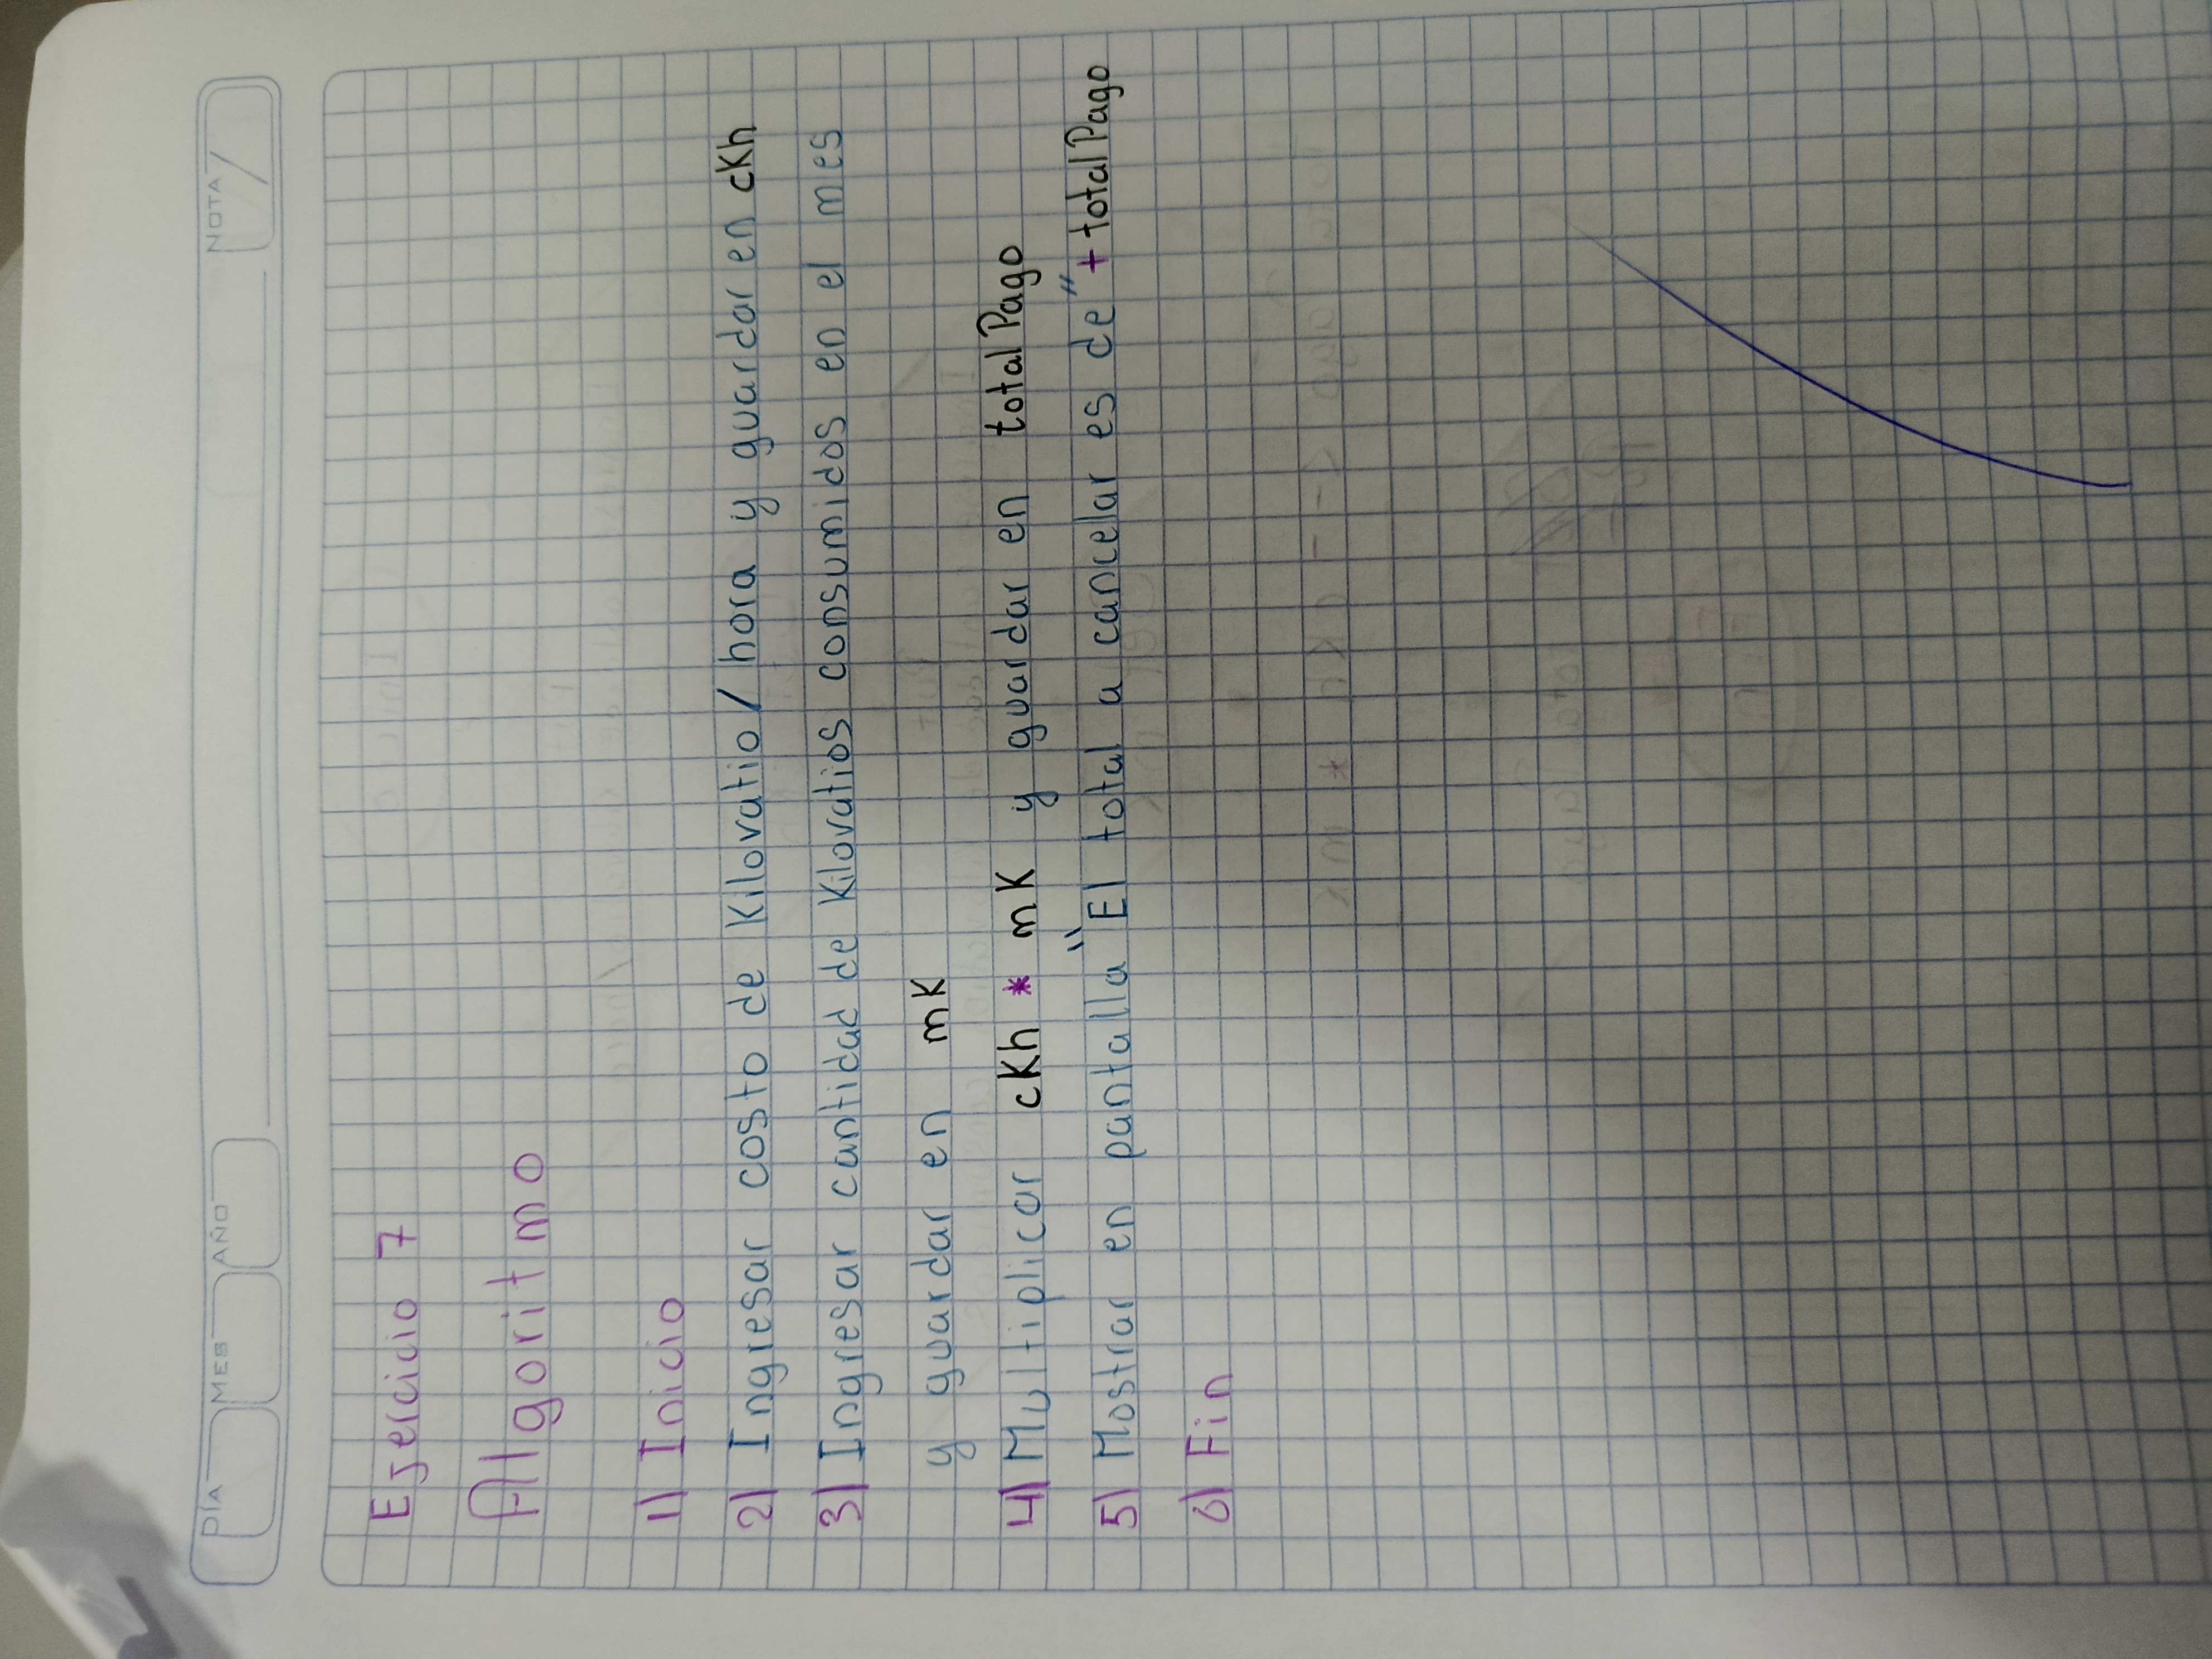 DÍA MES AÑO NOTA
Ejercicio 7
Algoritmo
1) Inicio
2) Ingresar costo de Kilovatio/hora y guardar en cKh
3) Ingresar cantidad de Kilovatios consumidos en el mes
y guardar en mK
4) Multiplicar cKh * mK y guardar en totalPago
5) Mostrar en pantalla "El total a cancelar es de" + totalPago
6) Fin